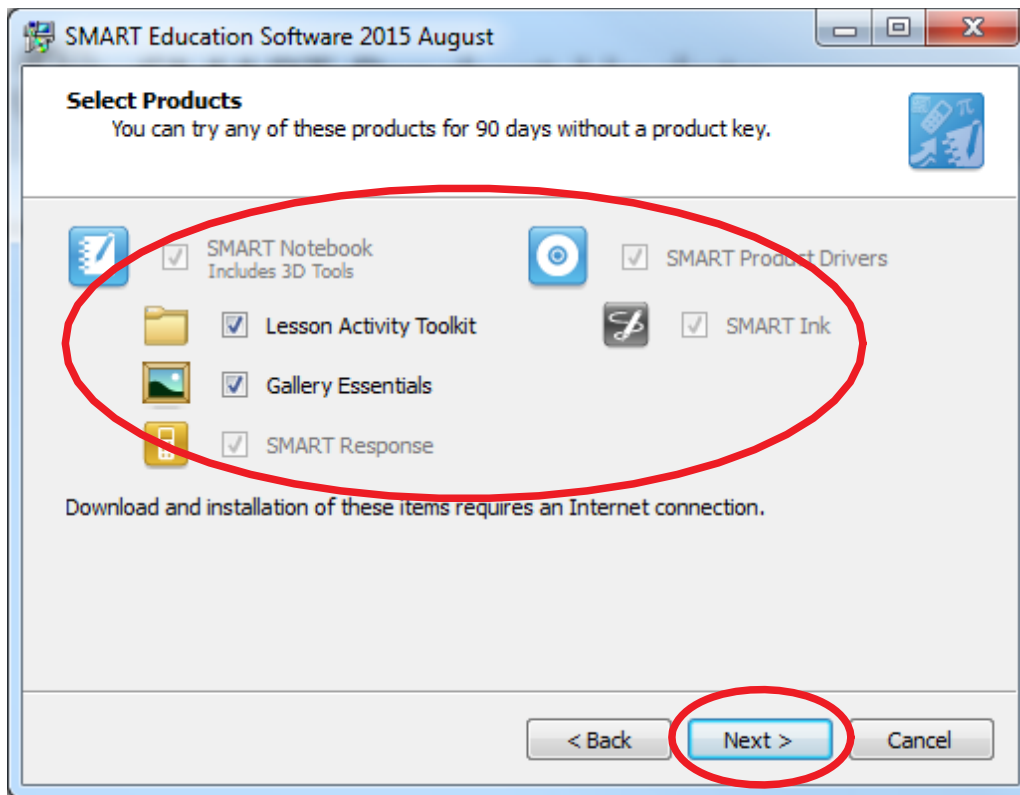 SMART Education Software 2015 August
Select Products
You can try any of these products for 90 days without a product key.
SMART Notebook
Includes 3D Tools
SMART Product Drivers
Lesson Activity Toolkit
SMART Ink
Gallery Essentials
SMART Response
Download and installation of these items requires an Internet connection.
< Back
Next >
Cancel